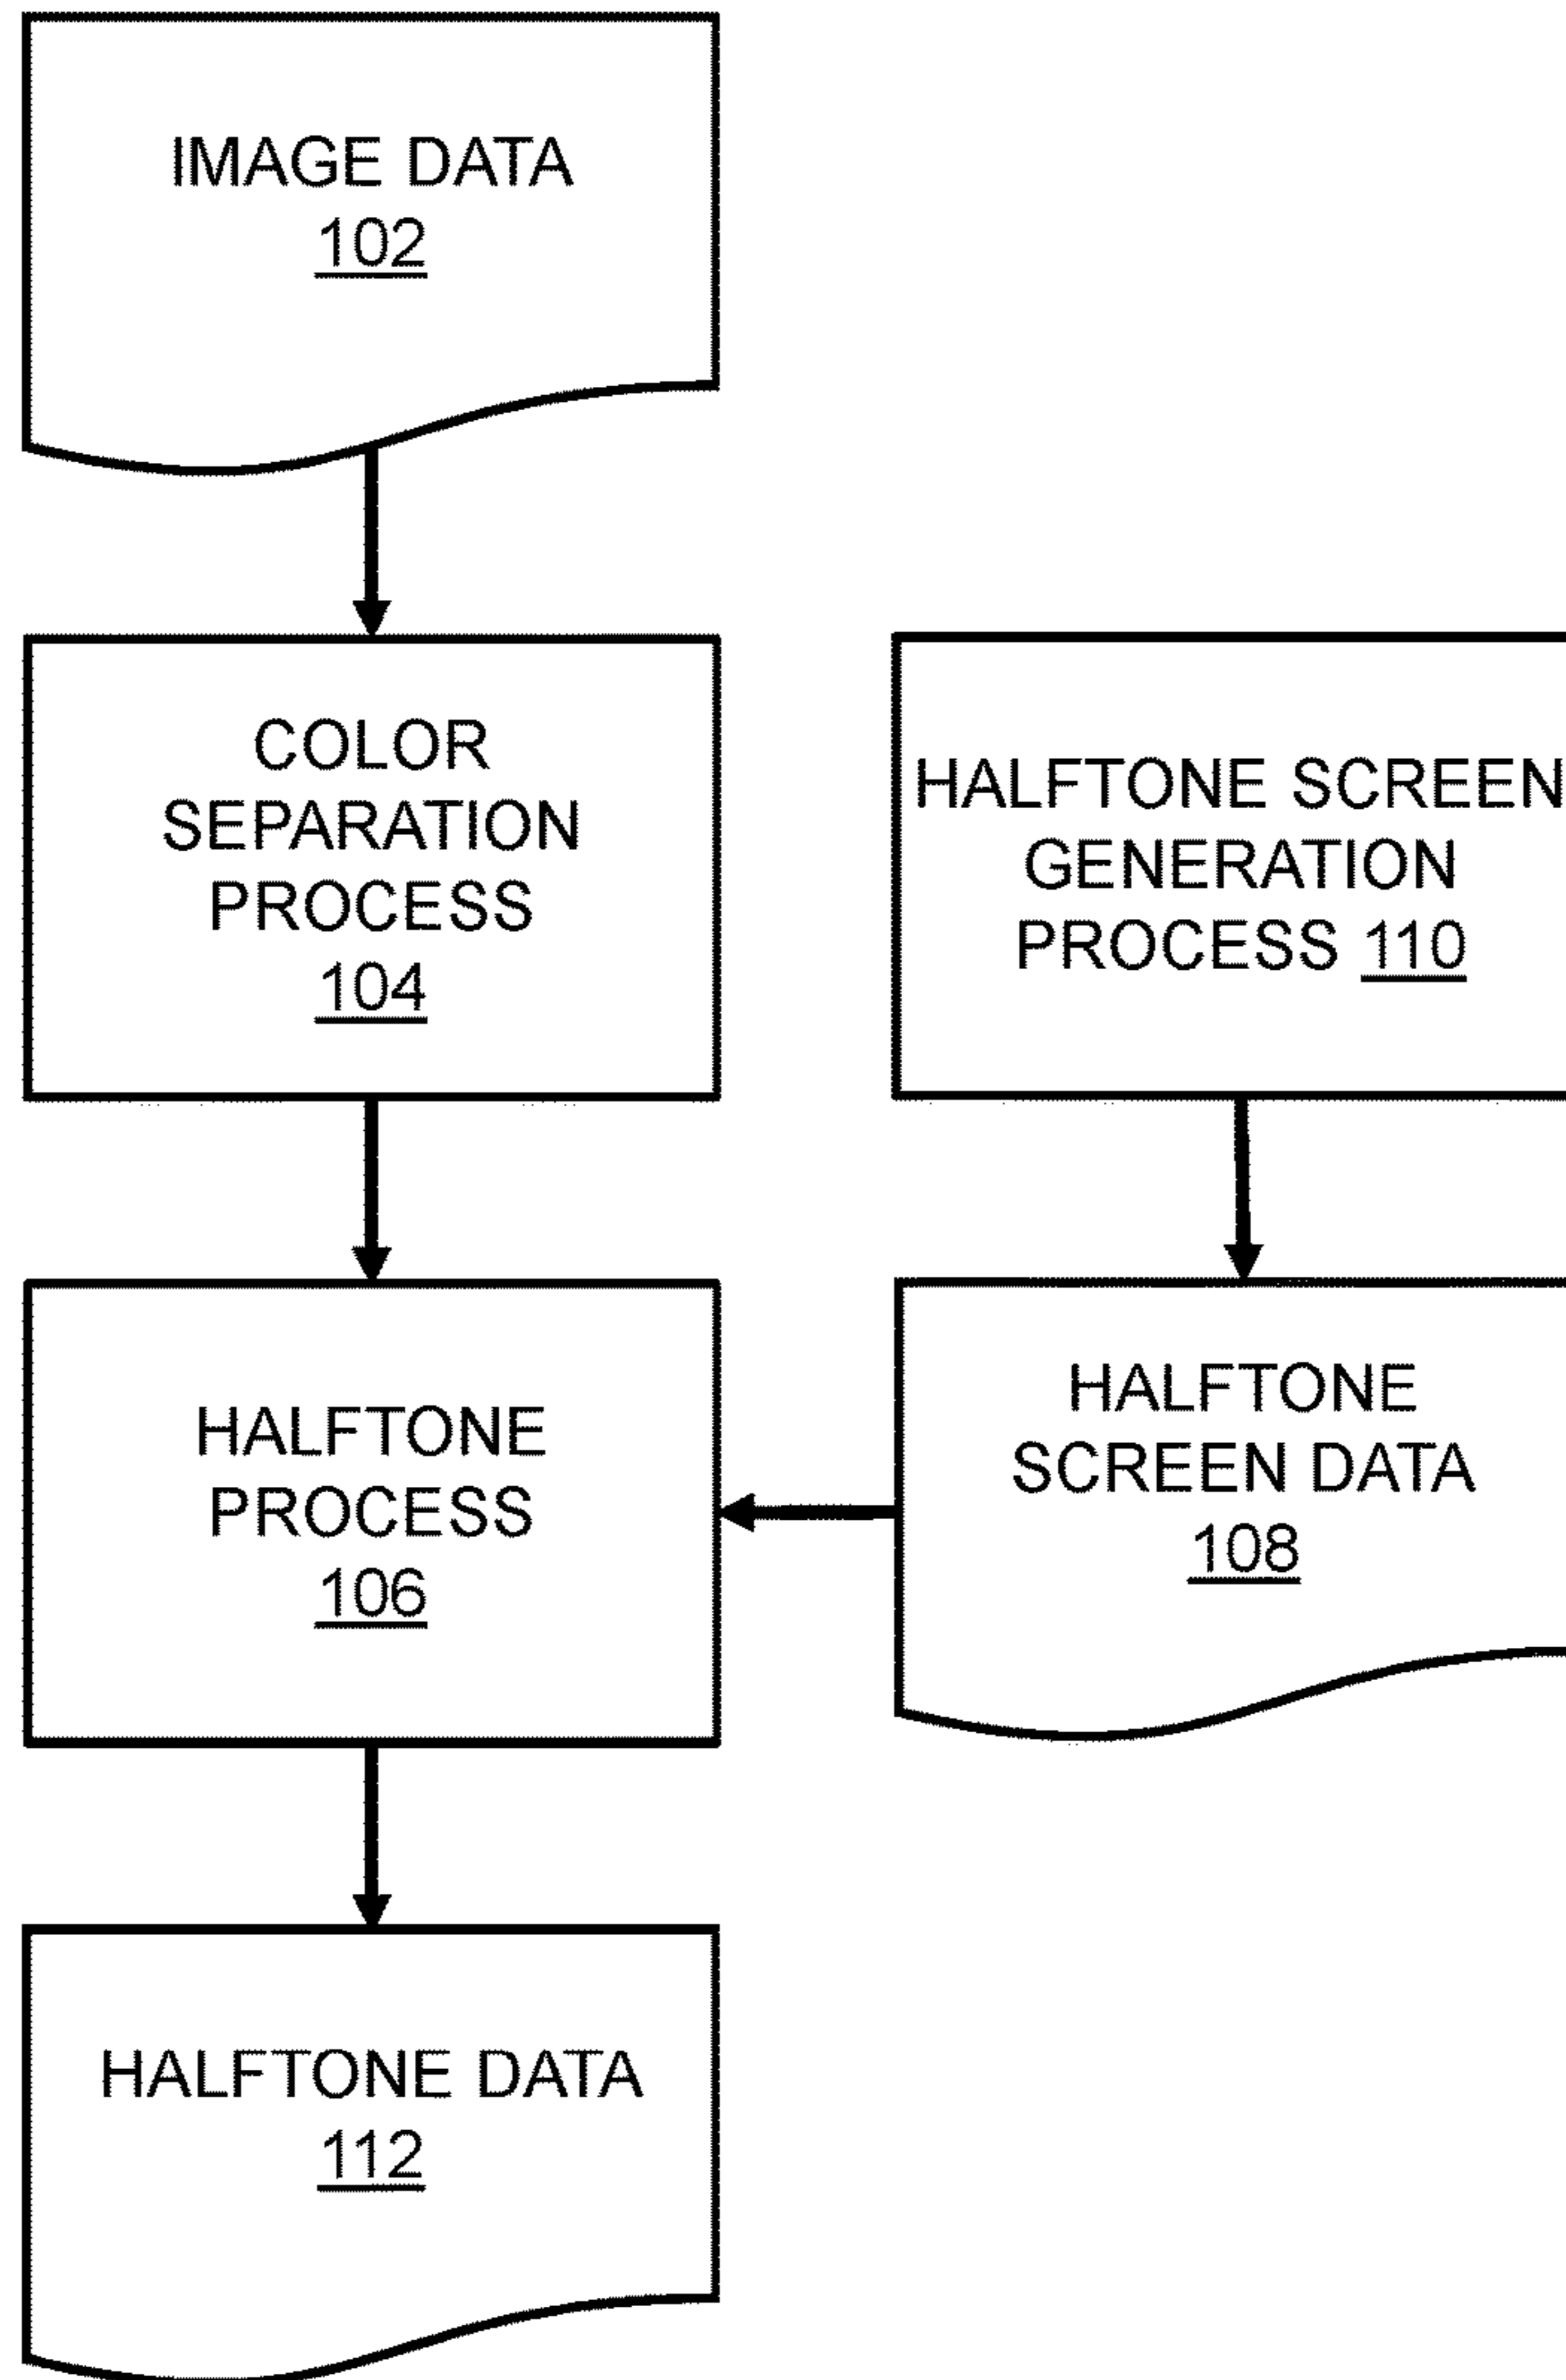 IMAGE DATA
102
COLOR
SEPARATION
PROCESS
104
HALFTONE SCREEN
GENERATION
PROCESS 110
HALFTONE
PROCESS
106
HALFTONE
SCREEN DATA
108
HALFTONE DATA
112